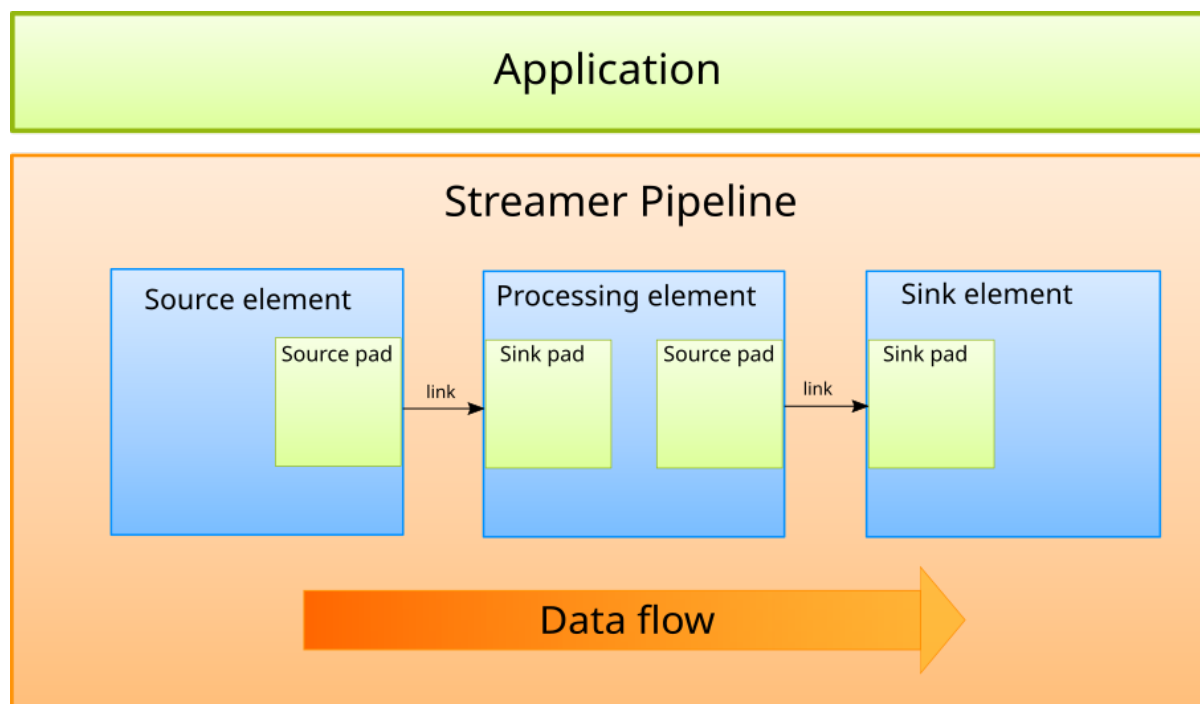 Application
Streamer Pipeline
Source element
Source pad
link
Processing element
Sink pad
Source pad
link
Sink element
Sink pad
Data flow